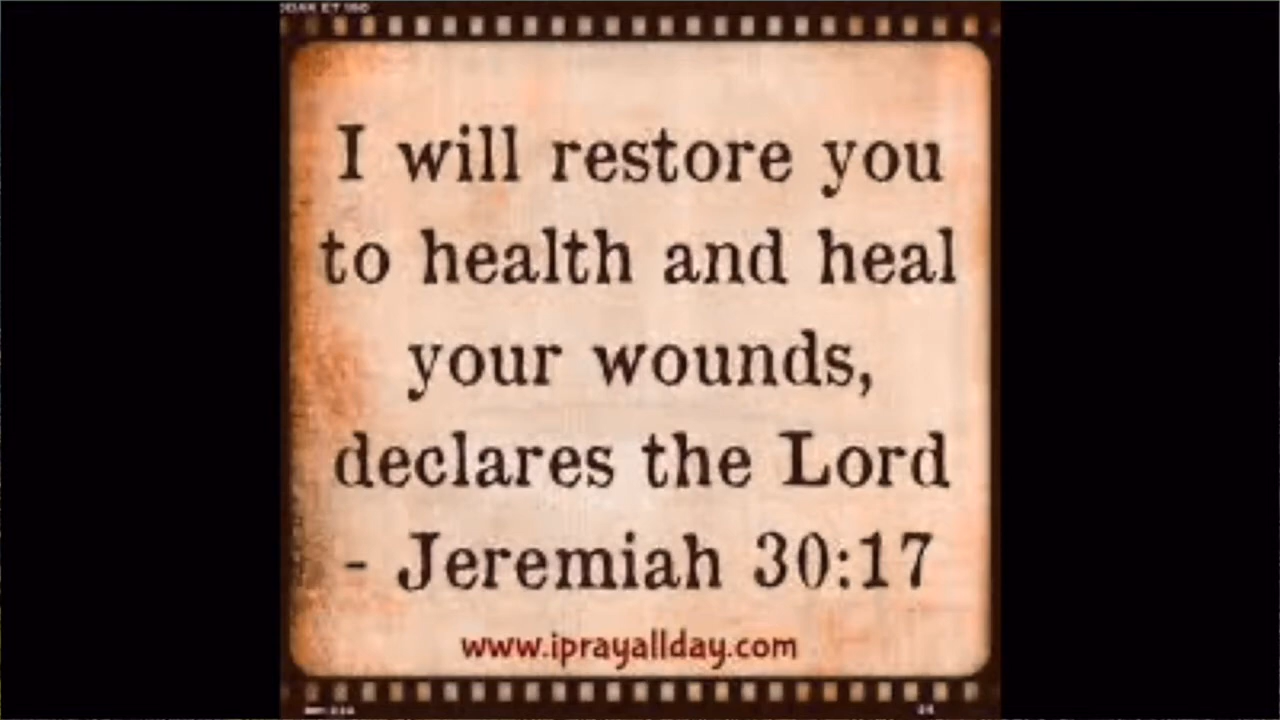 I will restore you
to health and heal
your wounds,
declares the Lord
- Jeremiah 30:17
www.iprayallday.com